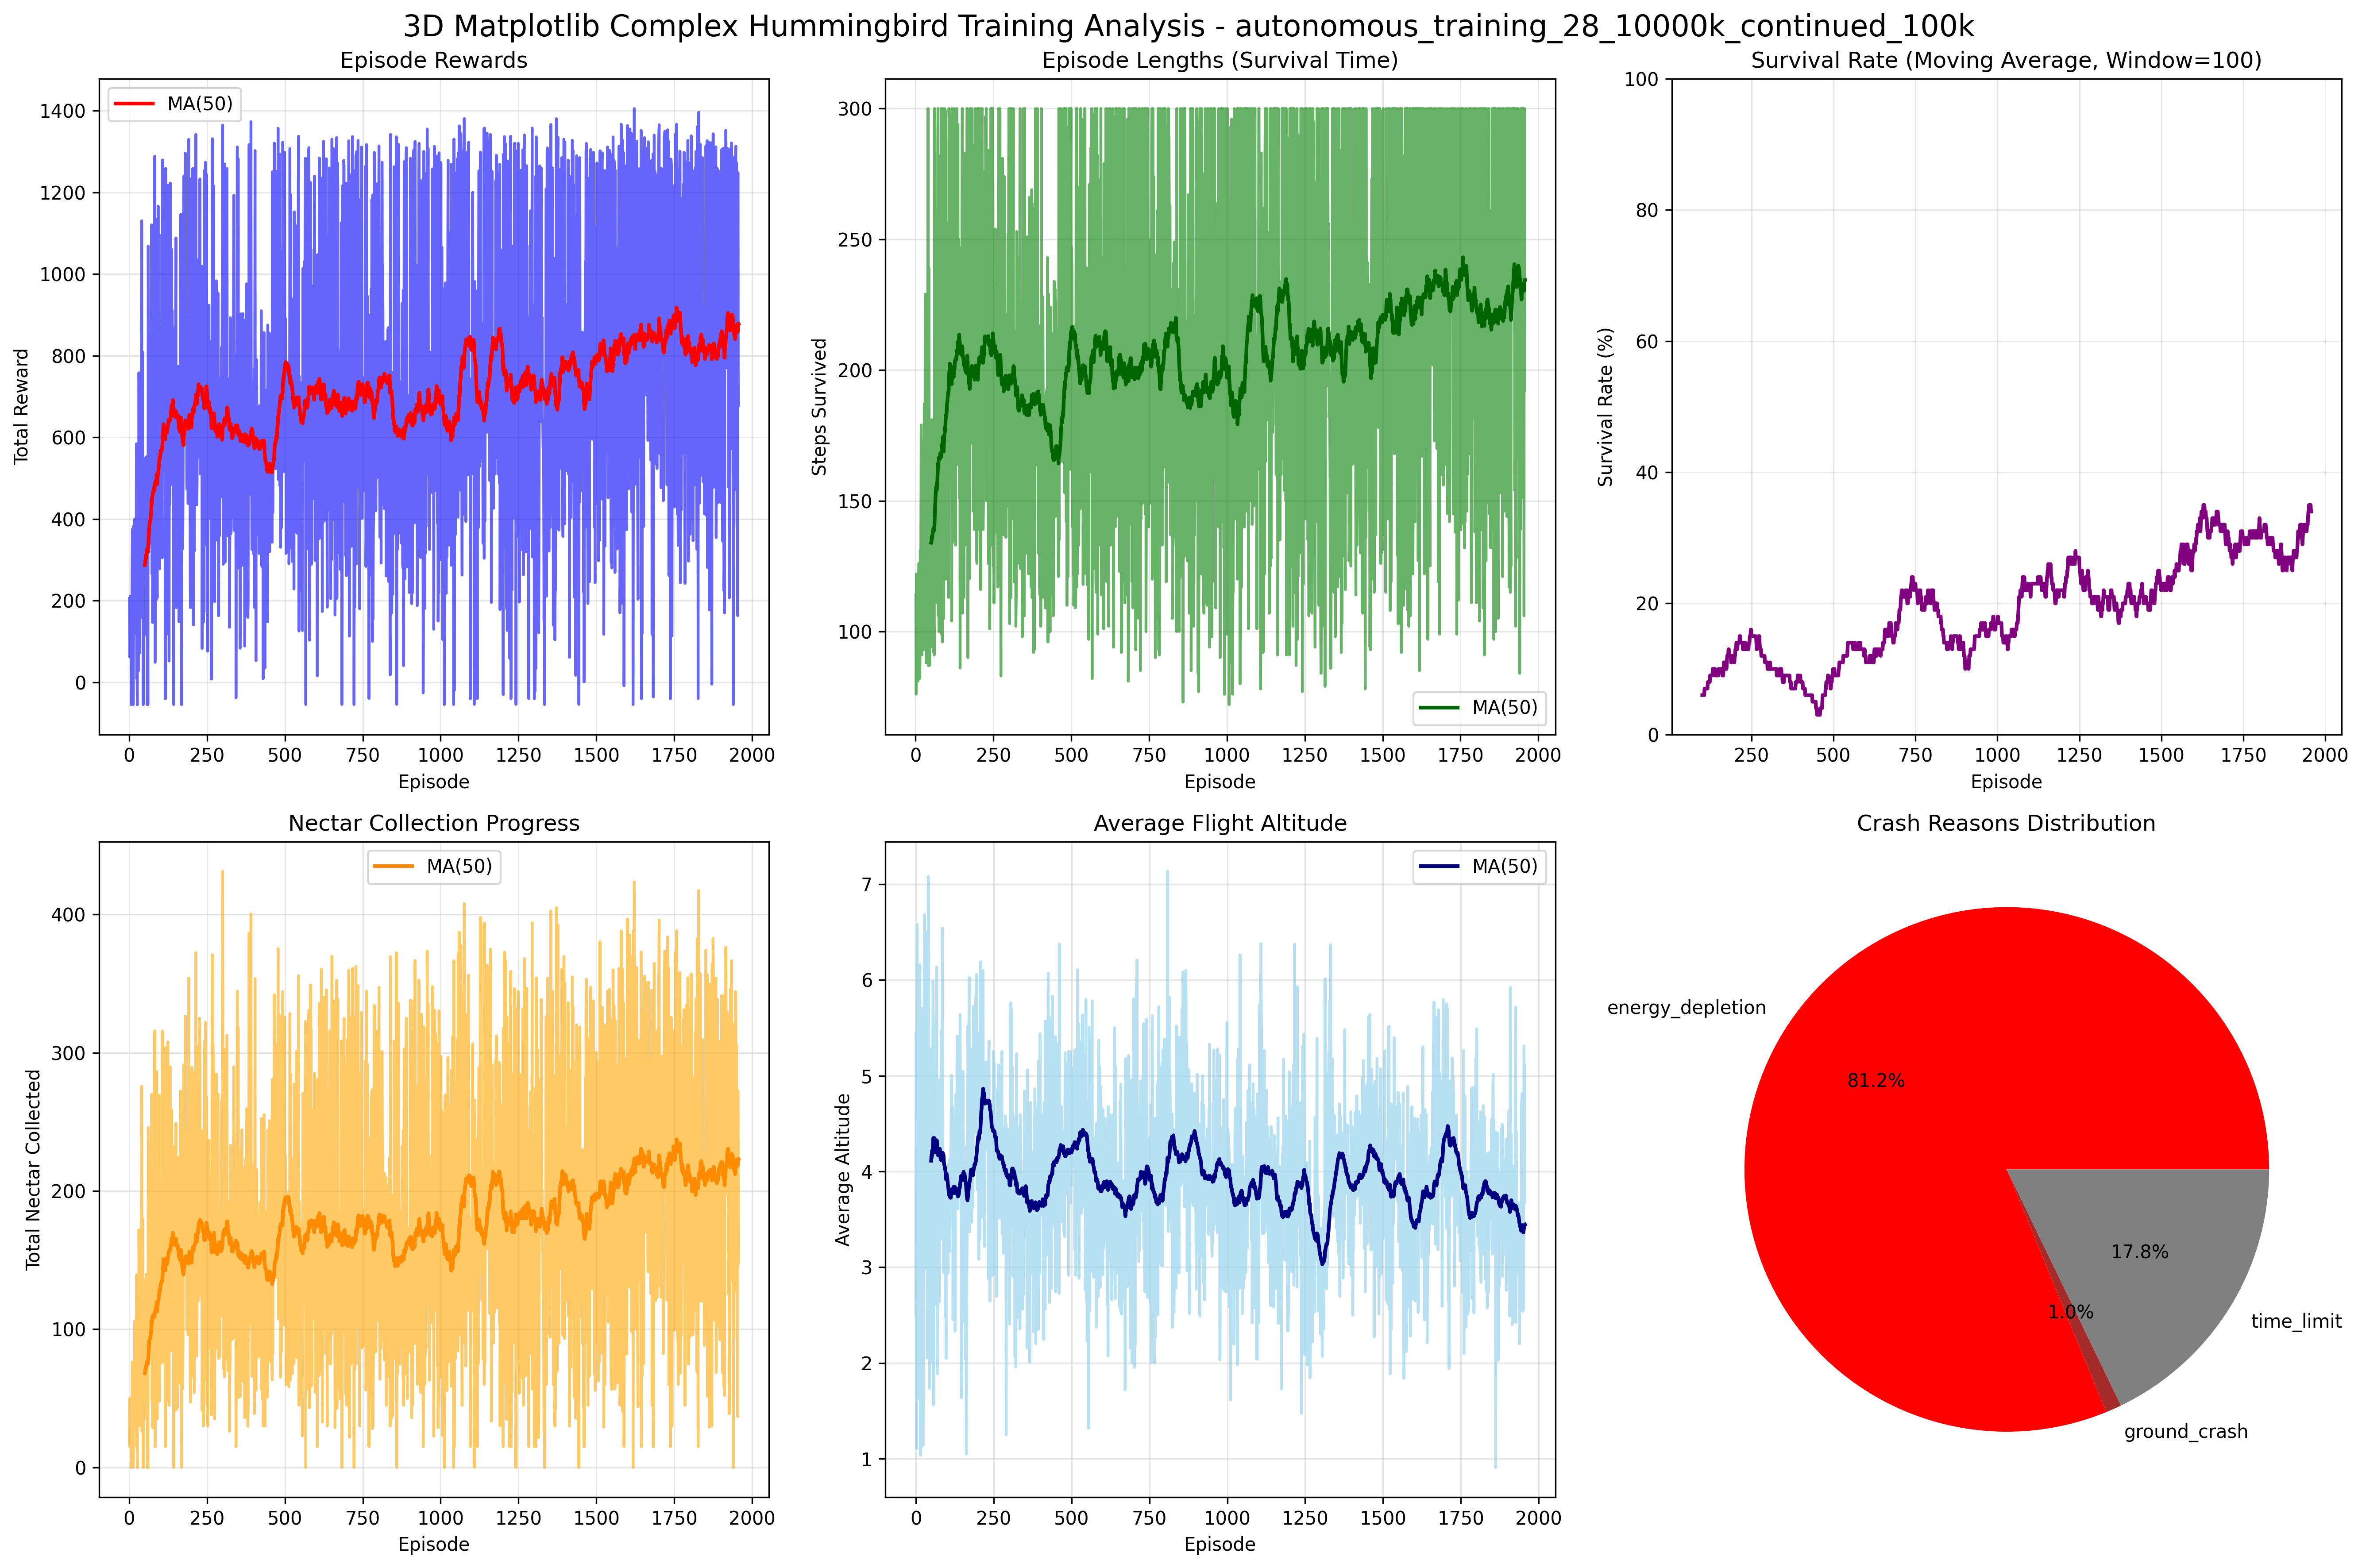 3D Matplotlib Complex Hummingbird Training Analysis - autonomous_training_28_10000k_continued_100k
Episode Rewards
MA(50)
Total Reward
1400
1200
1000
800
600
400
200
0
0 250 500 750 1000 1250 1500 1750 2000
Episode
Episode Lengths (Survival Time)
Steps Survived
300
250
200
150
100
MA(50)
0 250 500 750 1000 1250 1500 1750 2000
Episode
Survival Rate (Moving Average, Window=100)
Survival Rate (%)
100
80
60
40
20
0
250 500 750 1000 1250 1500 1750 2000
Episode
Nectar Collection Progress
MA(50)
Total Nectar Collected
400
300
200
100
0
0 250 500 750 1000 1250 1500 1750 2000
Episode
Average Flight Altitude
MA(50)
Average Altitude
7
6
5
4
3
2
1
0 250 500 750 1000 1250 1500 1750 2000
Episode
Crash Reasons Distribution
energy_depletion
81.2%
17.8%
1.0%
time_limit
ground_crash